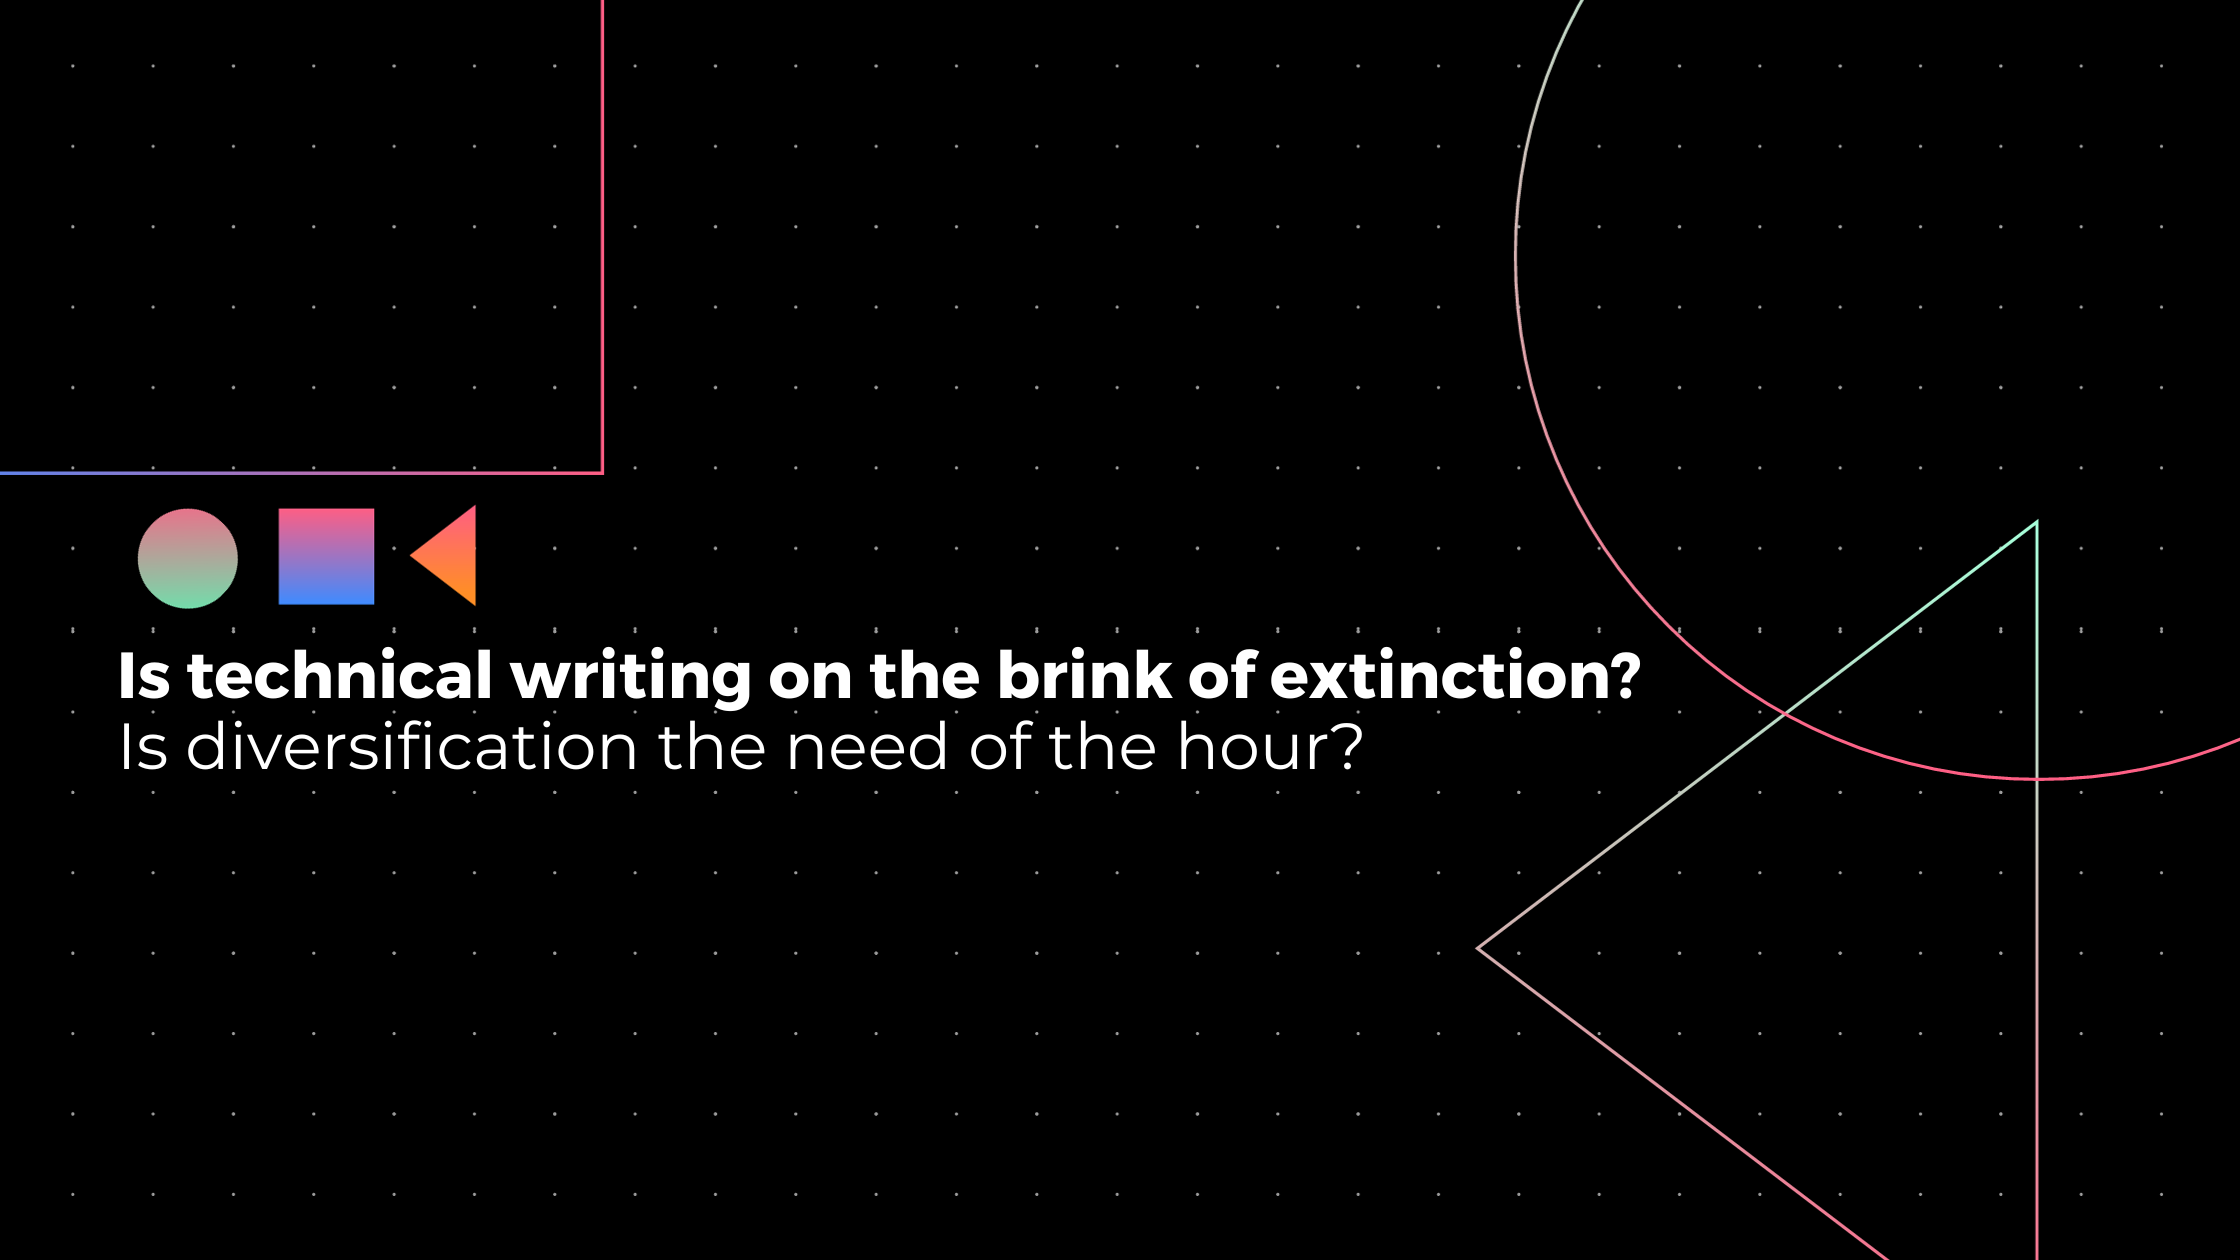 Is technical writing on the brink of extinction?
Is diversification the need of the hour?